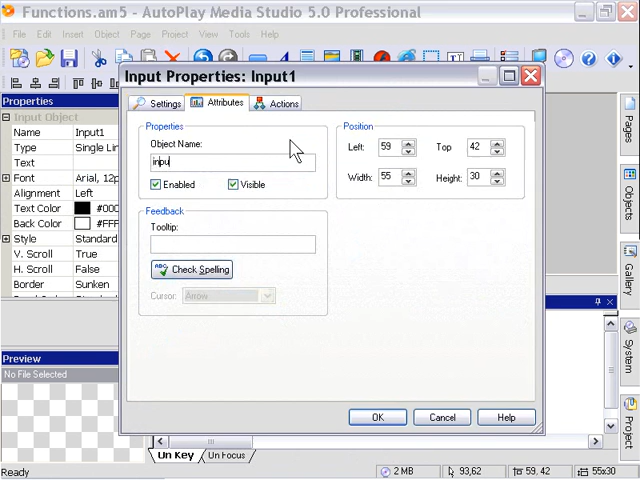 Functions.am5 - AutoPlay Media Studio 5.0 Professional
File Edit Insert Object Page Project View Tools Help
Properties
Input Object
Name Input1
Type Single Lin
Text
Font Arial, 12p
Alignment Left
Text Color #000
Back Color #FFF
Style Standard
V. Scroll True
H. Scroll False
Border Sunken
Preview
No File Selected
Input Properties: Input1
Settings Attributes Actions
Properties
Object Name:
inpu
Enabled Visible
Feedback
Tooltip:
ABC Check Spelling
Cursor: Arrow
Position
Left: 59 Top 42
Width: 55 Height: 30
OK Cancel Help
Pages
Objects
Gallery
System
Project
Un Key Un Focus
Ready 2 MB 93,62 59, 42 55x30